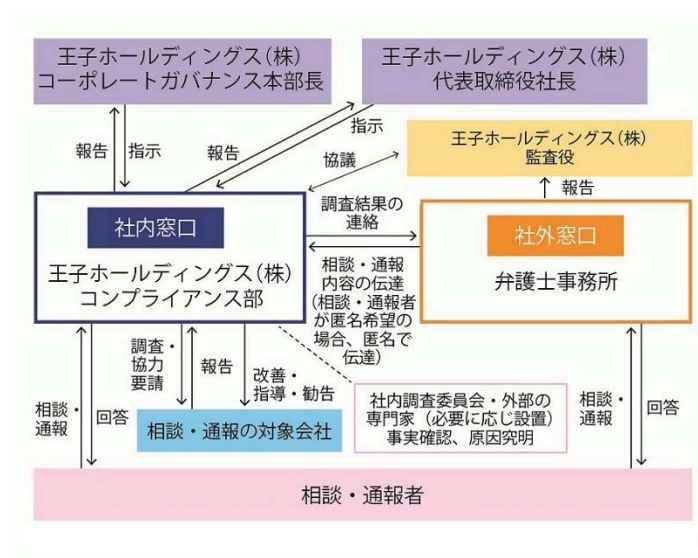 王子ホールディングス(株)
コーポレートガバナンス本部長
王子ホールディングス(株)
代表取締役社長
報告
指示
報告
指示
協議
王子ホールディングス(株)
監査役
報告
社内窓口
王子ホールディングス(株)
コンプライアンス部
調査結果の
連絡
相談・通報
内容の伝達
(相談・通報者
が匿名希望の
場合、匿名で
伝達)
社外窓口
弁護士事務所
相談・
通報
回答
調査・
協力
要請
報告
改善・
指導・勧告
相談・通報の対象会社
社内調査委員会・外部の
専門家(必要に応じ設置)
事実確認、原因究明
相談・
通報
回答
相談・通報者